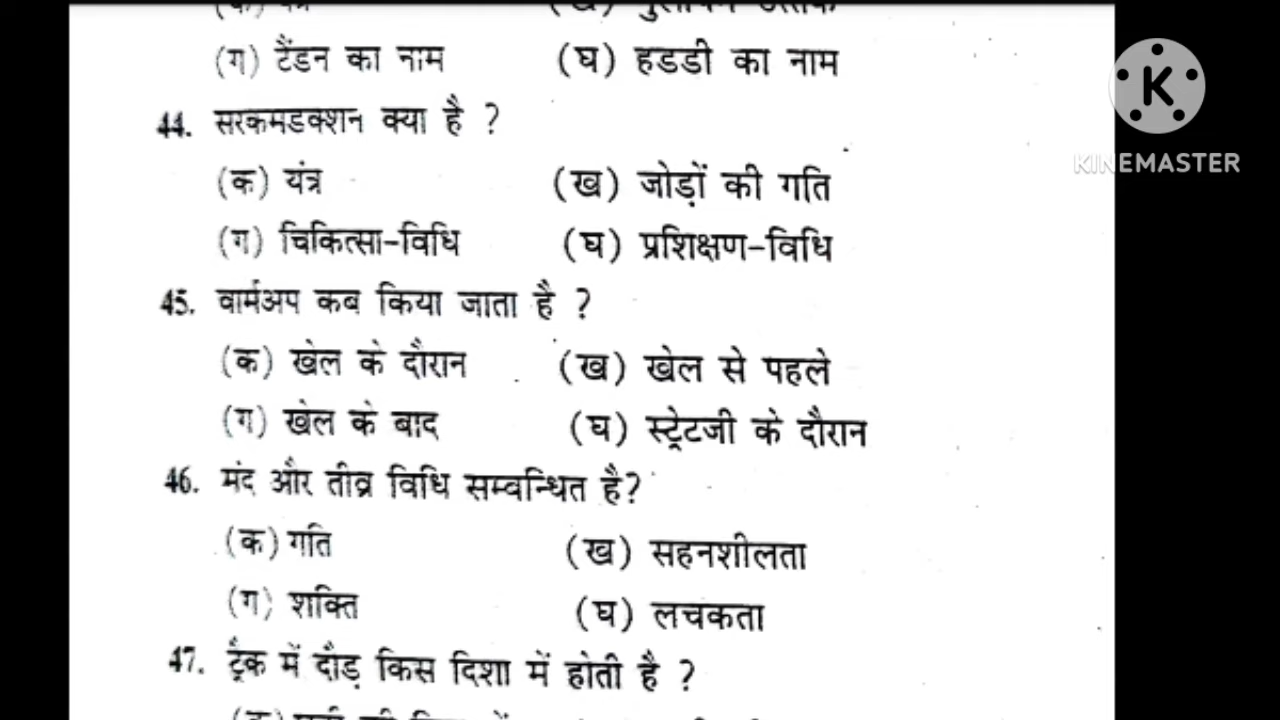 (ग) टैंडन का नाम (घ) हडडी का नाम
44. सरकमडक्शन क्या है ?
(क) यंत्र (ख) जोड़ों की गति
(ग) चिकित्सा-विधि (घ) प्रशिक्षण-विधि
45. वार्मअप कब किया जाता है ?
(क) खेल के दौरान (ख) खेल से पहले
(ग) खेल के बाद (घ) स्ट्रेटजी के दौरान
46. मंद और तीव्र विधि सम्वन्धित है?
(क) गति (ख) सहनशीलता
(ग) शक्ति (घ) लचकता
47. ट्रैक में दौड़ किस दिशा में होती है ?
K
KINEMASTER